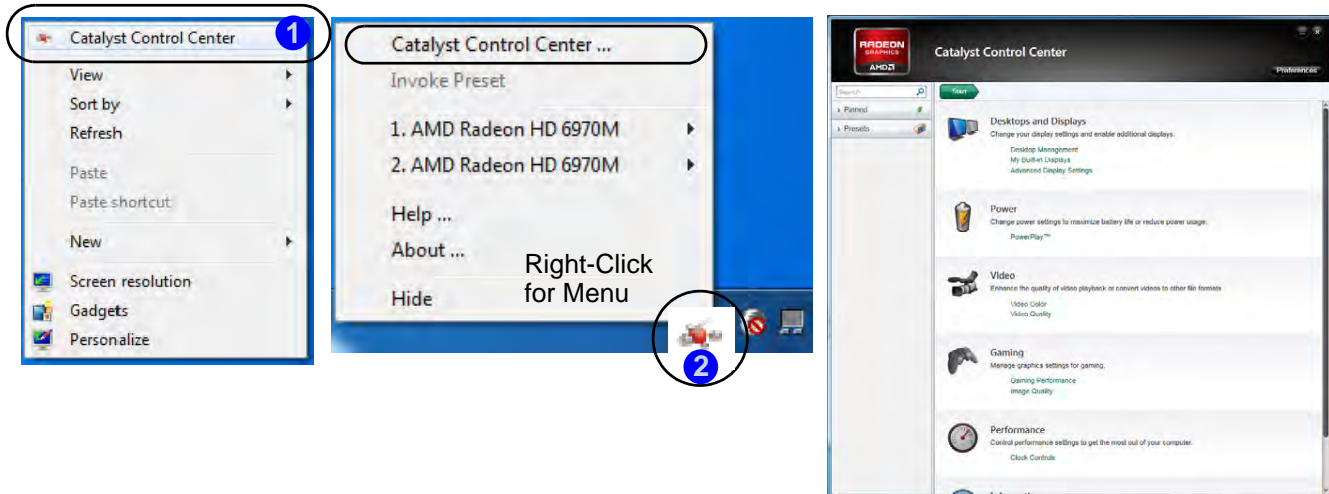 Catalyst Control Center
1
View
Sort by
Refresh
Paste
Paste shortcut
New
Screen resolution
Gadgets
Personalize
Catalyst Control Center ...
Invoke Preset
1. AMD Radeon HD 6970M
2. AMD Radeon HD 6970M
Help ...
About ...
Hide
Right-Click
for Menu
2
RADEON
GRAPHICS
AMD
Catalyst Control Center
Preferences
Search
Start
Pinned
Presets
Desktops and Displays
Change your display settings and enable additional displays.
Desktop Management
My Built-in Displays
Advanced Display Settings
Power
Change power settings to maximize battery life or reduce power usage.
PowerPlay™
Video
Enhance the quality of video playback or convert videos to other file formats
Video Color
Video Quality
Gaming
Manage graphics settings for gaming.
Gaming Performance
Image Quality
Performance
Control performance settings to get the most out of your computer.
Clock Controls